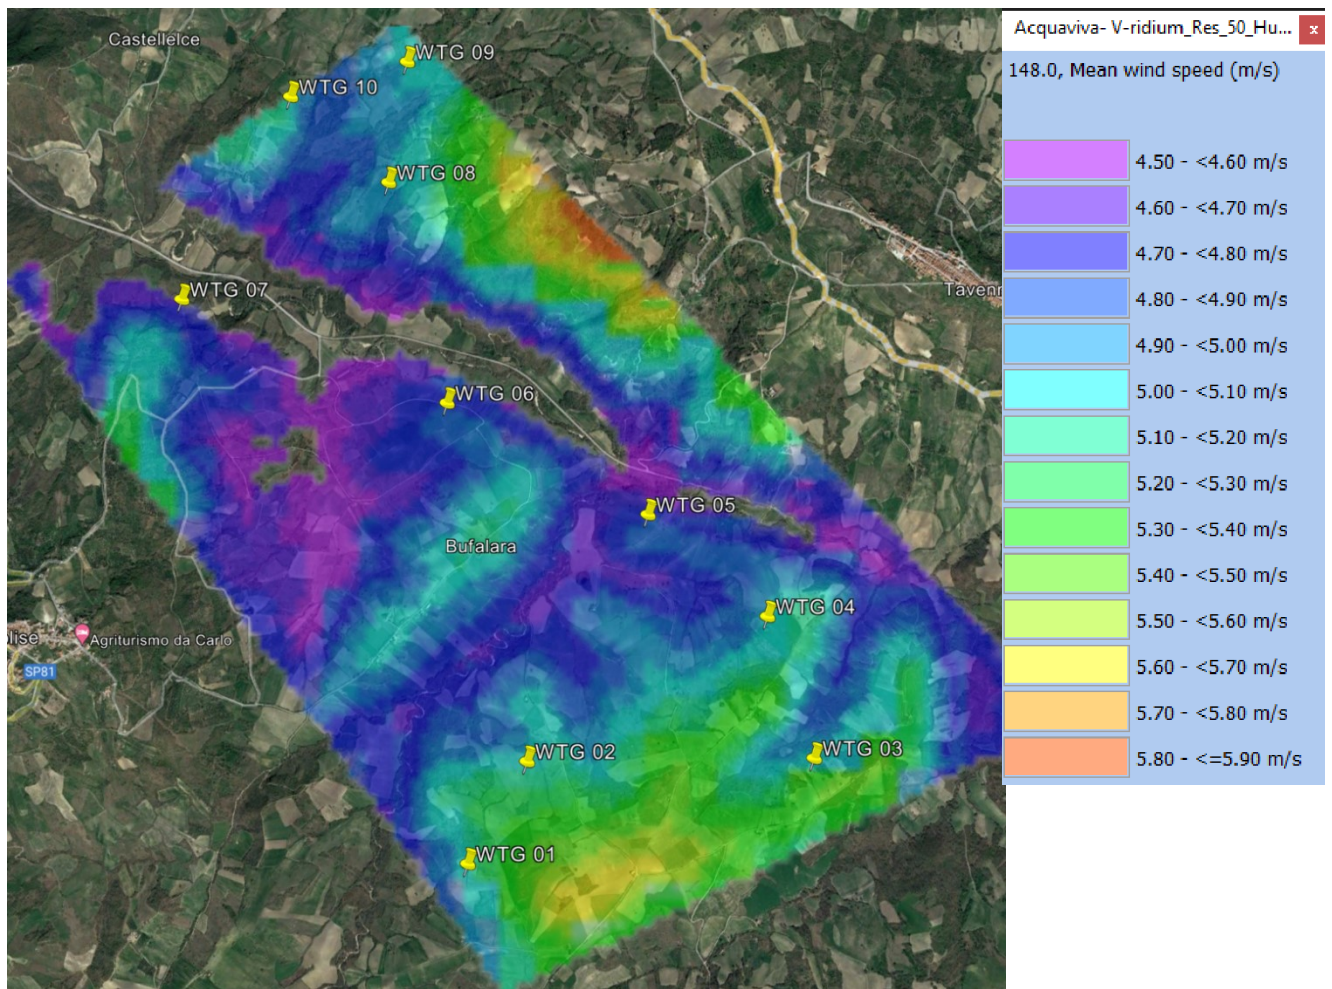 Castellelce
WTG 09
WTG 10
WTG 08
WTG 07
WTG 06
WTG 05
Tavenn
Bufalara
WTG 04
olise
Agriturismo da Carlo
SP81
WTG 02
WTG 03
WTG 01
Acquaviva- V-ridium_Res_50_Hu... x
148.0, Mean wind speed (m/s)
4.50 - <4.60 m/s
4.60 - <4.70 m/s
4.70 - <4.80 m/s
4.80 - <4.90 m/s
4.90 - <5.00 m/s
5.00 - <5.10 m/s
5.10 - <5.20 m/s
5.20 - <5.30 m/s
5.30 - <5.40 m/s
5.40 - <5.50 m/s
5.50 - <5.60 m/s
5.60 - <5.70 m/s
5.70 - <5.80 m/s
5.80 - <=5.90 m/s